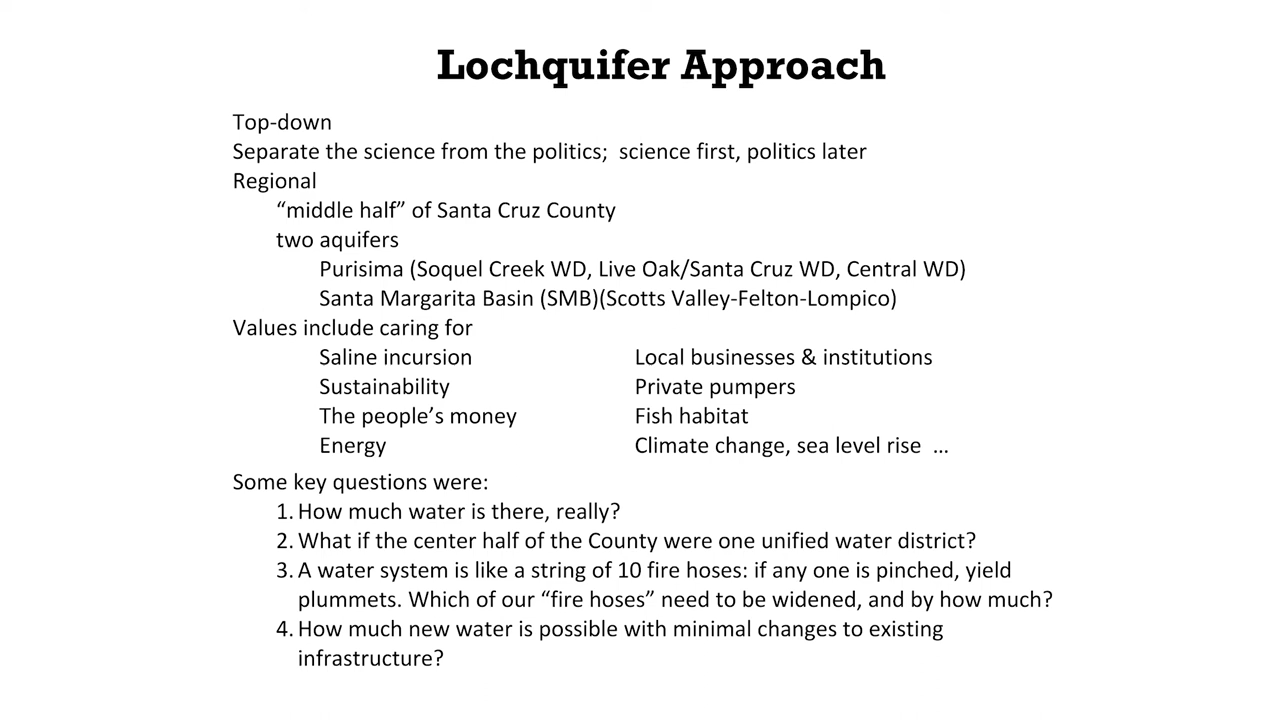 Lochquifer Approach
Top-down
Separate the science from the politics;  science first, politics later
Regional
“middle half” of Santa Cruz County
two aquifers
Purisima (Soquel Creek WD, Live Oak/Santa Cruz WD, Central WD)
Santa Margarita Basin (SMB)(Scotts Valley-Felton-Lompico)
Values include caring for
Saline incursion	Local businesses & institutions
Sustainability	Private pumpers
The people’s money	Fish habitat
Energy	Climate change, sea level rise  ...
Some key questions were:
1. How much water is there, really?
2. What if the center half of the County were one unified water district?
3. A water system is like a string of 10 fire hoses: if any one is pinched, yield
plummets. Which of our “fire hoses” need to be widened, and by how much?
4. How much new water is possible with minimal changes to existing
infrastructure?